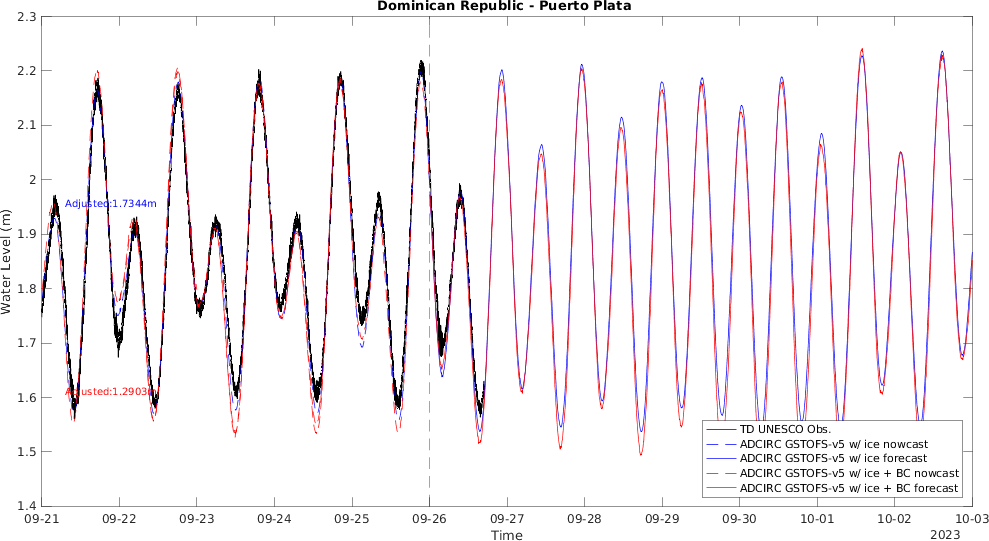 Dominican Republic - Puerto Plata
2.3
2.2
2.1
2
1.9
1.8
1.7
1.6
1.5
1.4
Water Level (m)
Adjusted:1.7344m
Adjusted:1.2903m
TD UNESCO Obs.
ADCIRC GSTOFS-v5 w/ ice nowcast
ADCIRC GSTOFS-v5 w/ ice forecast
ADCIRC GSTOFS-v5 w/ ice + BC nowcast
ADCIRC GSTOFS-v5 w/ ice + BC forecast
09-21 09-22 09-23 09-24 09-25 09-26 09-27 09-28 09-29 09-30 10-01 10-02 10-03
Time
2023